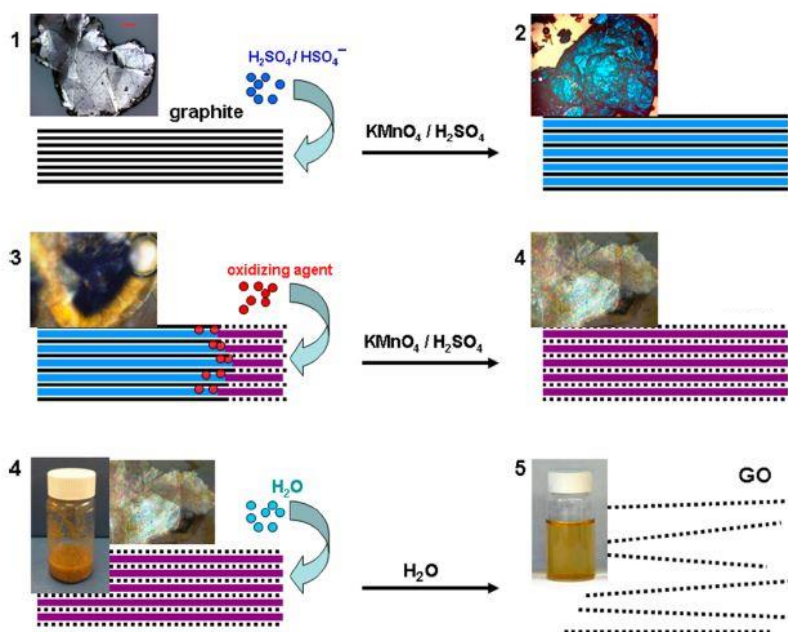 1
H₂SO₄ / HSO₄⁻
graphite
KMnO₄ / H₂SO₄
2
3
oxidizing agent
KMnO₄ / H₂SO₄
4
4
H₂O
H₂O
5
GO